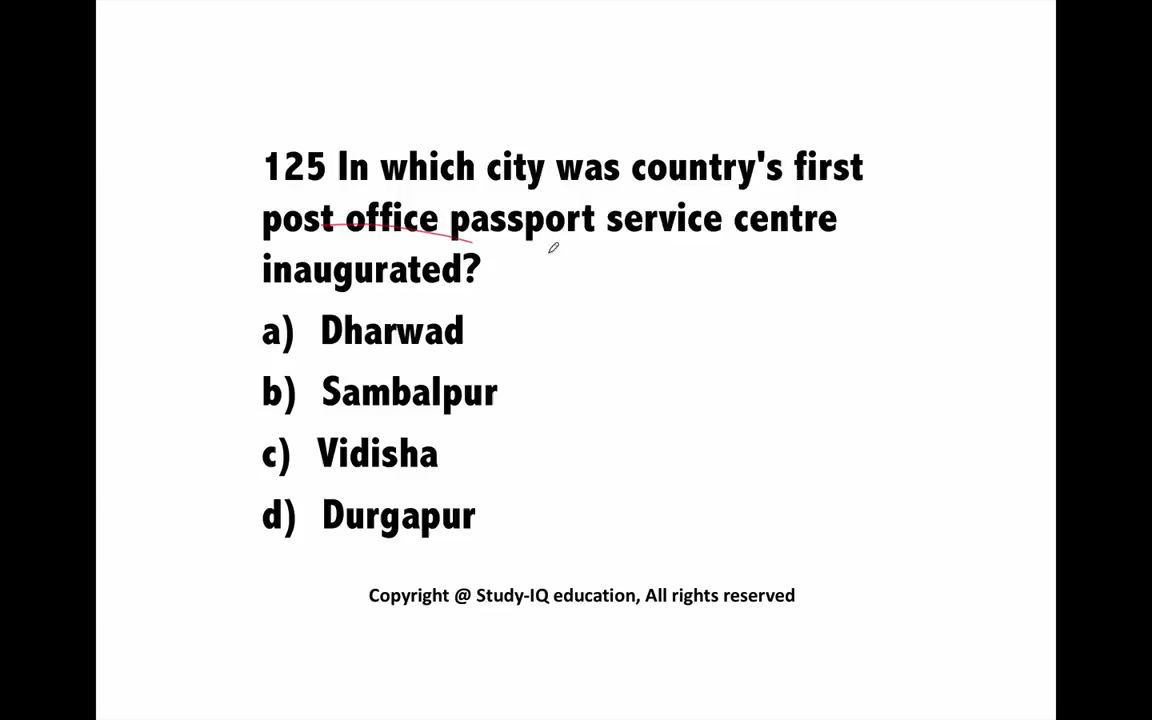 125 In which city was country's first
post office passport service centre
inaugurated?
a) Dharwad
b) Sambalpur
c) Vidisha
d) Durgapur
Copyright @ Study-IQ education, All rights reserved